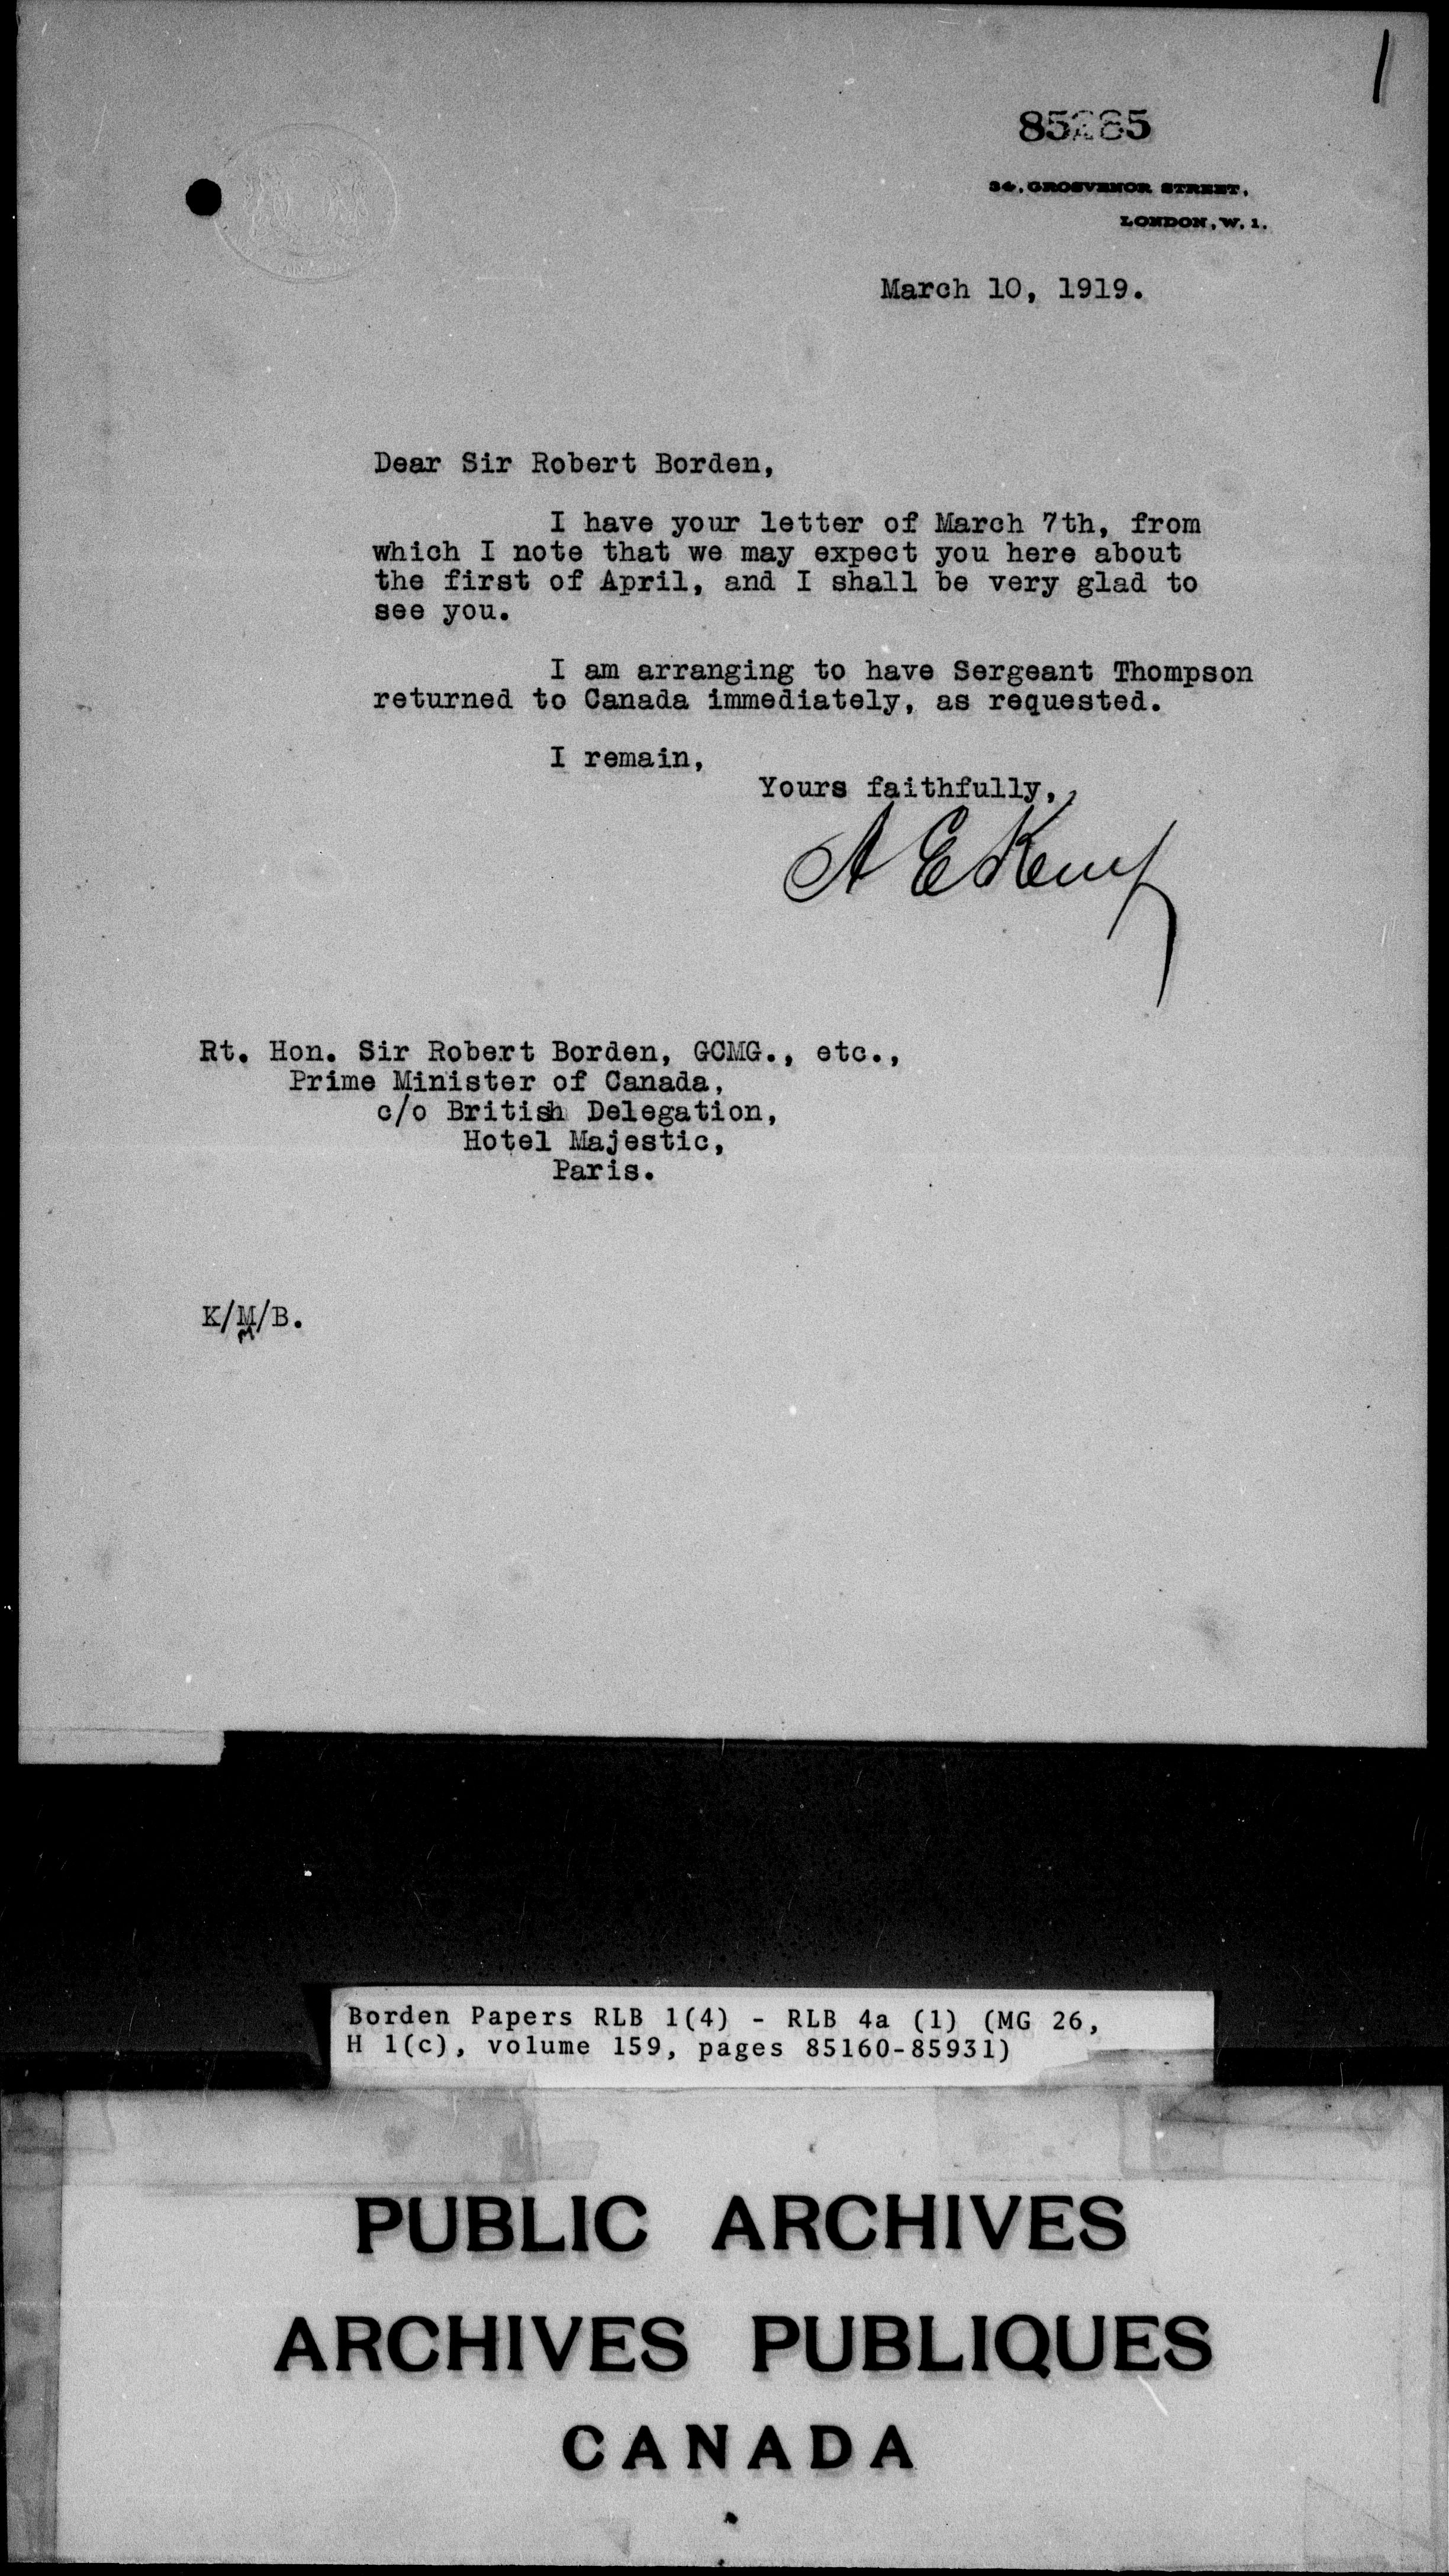 34, GROSVENOR STREET,
LONDON, W. 1.
March 10, 1919.
Dear Sir Robert Borden,
I have your letter of March 7th, from
which I note that we may expect you here about
the first of April, and I shall be very glad to
see you.
I am arranging to have Sergeant Thompson
returned to Canada immediately, as requested.
I remain,
Yours faithfully,
A E Kemp
Rt. Hon. Sir Robert Borden, GCMG., etc.,
Prime Minister of Canada,
c/o British Delegation,
Hotel Majestic,
Paris.
K/M/B.
Borden Papers RLB 1(4) - RLB 4a (1) (MG 26,
H 1(c), volume 159, pages 85160-85931)
PUBLIC ARCHIVES
ARCHIVES PUBLIQUES
CANADA